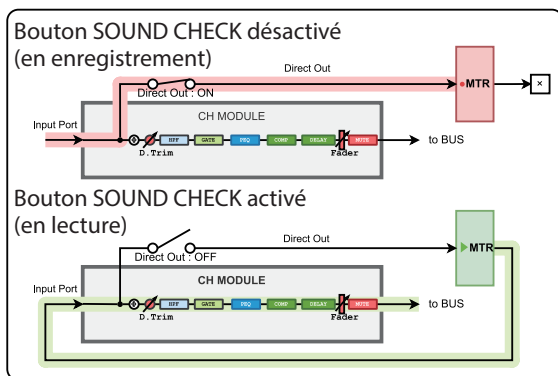 Bouton SOUND CHECK désactivé
(en enregistrement)
Direct Out
MTR
×
Direct Out : ON
CH MODULE
Input Port
HPF GATE PEQ COMP DELAY MUTE
to BUS
D.Trim Fader
Bouton SOUND CHECK activé
(en lecture)
Direct Out
MTR
Direct Out : OFF
CH MODULE
Input Port
HPF GATE PEQ COMP DELAY MUTE
to BUS
D.Trim Fader